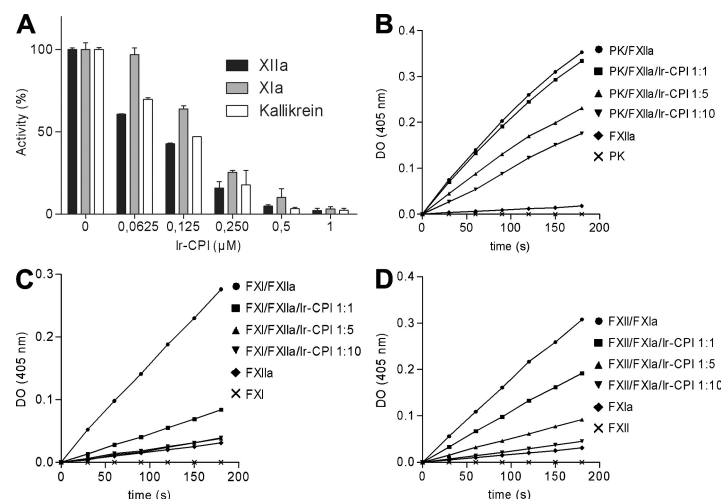 A
Activity (%)
100
50
0
XIIa
XIa
Kallikrein
0
0,0625
0,125
0,250
0,5
1
Ir-CPI (µM)
B
DO (405 nm)
0.4
0.3
0.2
0.1
0.0
0
50
100
150
200
time (s)
PK/FXIIa
PK/FXIIa/Ir-CPI 1:1
PK/FXIIa/Ir-CPI 1:5
PK/FXIIa/Ir-CPI 1:10
FXIIa
PK
C
DO (405 nm)
0.3
0.2
0.1
0.0
0
50
100
150
200
time (s)
FXI/FXIIa
FXI/FXIIa/Ir-CPI 1:1
FXI/FXIIa/Ir-CPI 1:5
FXI/FXIIa/Ir-CPI 1:10
FXIIa
FXI
D
DO (405 nm)
0.4
0.3
0.2
0.1
0.0
0
50
100
150
200
time (s)
FXII/FXIa
FXII/FXIa/Ir-CPI 1:1
FXII/FXIa/Ir-CPI 1:5
FXII/FXIa/Ir-CPI 1:10
FXIa
FXII